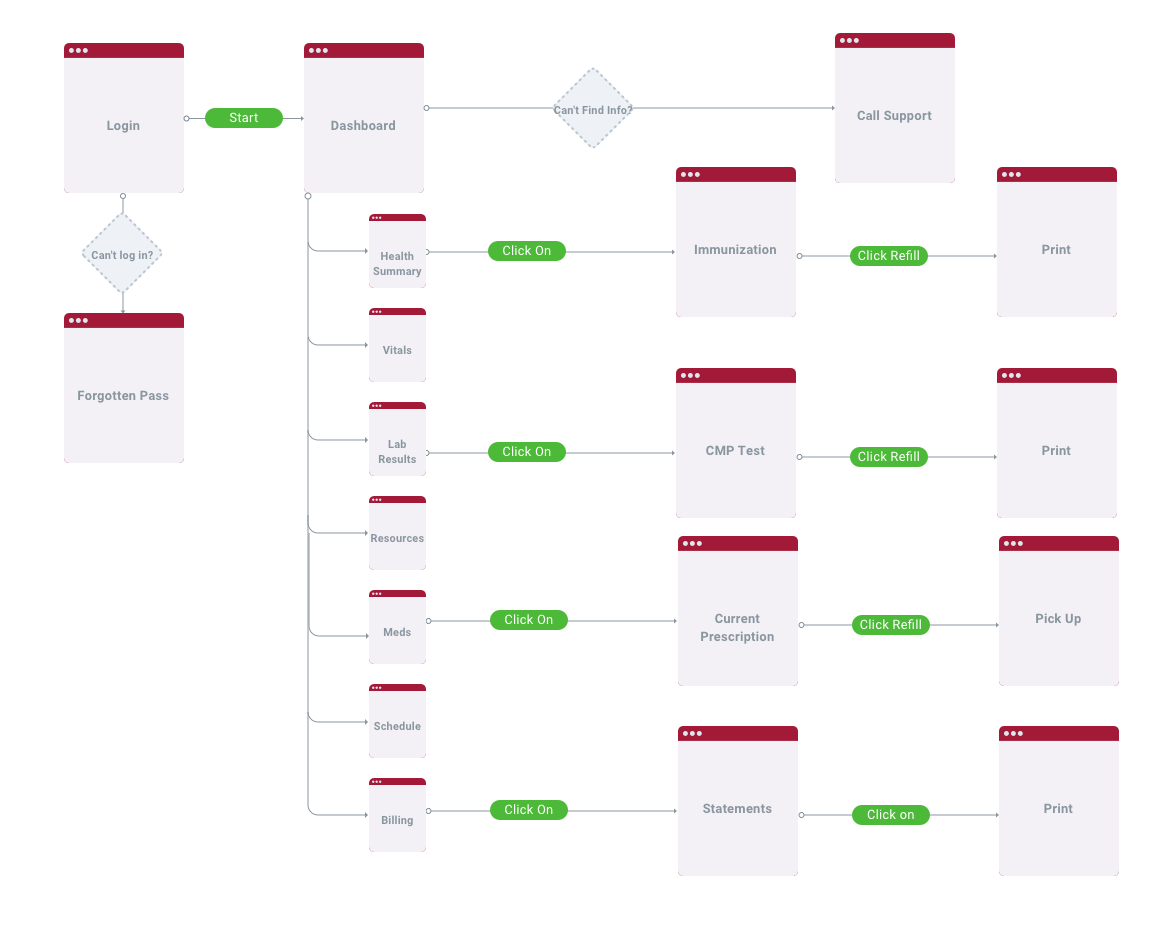 Login
Start
Dashboard
Can't Find Info?
Call Support
Can't log in?
Forgotten Pass
Health
Summary
Click On
Immunization
Click Refill
Print
Vitals
Lab
Results
Click On
CMP Test
Click Refill
Print
Resources
Meds
Click On
Current
Prescription
Click Refill
Pick Up
Schedule
Billing
Click On
Statements
Click on
Print